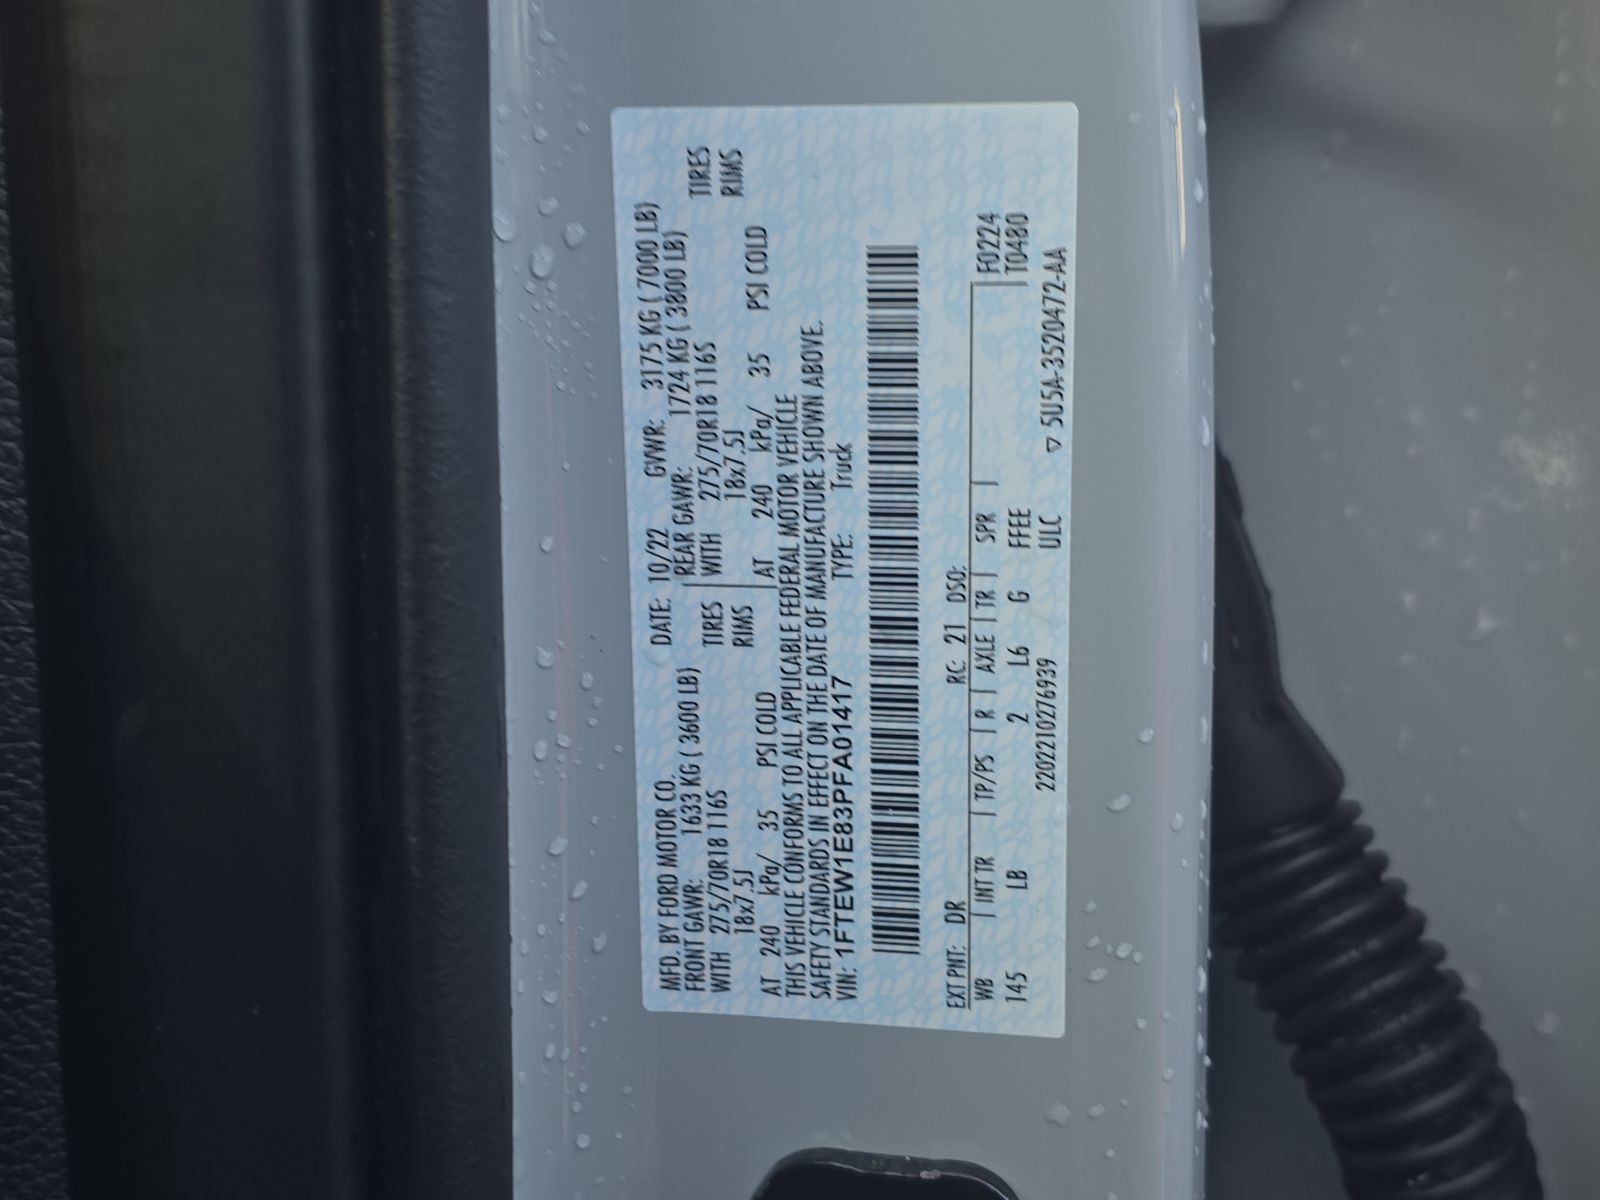 MFD. BY FORD MOTOR CO. DATE: 10/22 GVWR: 3175 KG ( 7000 LB)
FRONT GAWR: 1633 KG ( 3600 LB) REAR GAWR: 1724 KG ( 3800 LB)
WITH 275/70R18 116S TIRES WITH 275/70R18 116S TIRES
18x7.5J RIMS 18x7.5J RIMS
AT 240 kPa/ 35 PSI COLD AT 240 kPa/ 35 PSI COLD
THIS VEHICLE CONFORMS TO ALL APPLICABLE FEDERAL MOTOR VEHICLE
SAFETY STANDARDS IN EFFECT ON THE DATE OF MANUFACTURE SHOWN ABOVE.
VIN: 1FTEW1E83PFA01417 TYPE: Truck
EXT PNT: DR RC: 21 DSO:
WB | INT TR | TP/PS | R | AXLE | TR | SPR | F0224
145 LB 2 L6 G FFEE T0480
220221027 6939 ULC ▽ 5U5A-3520472-AA